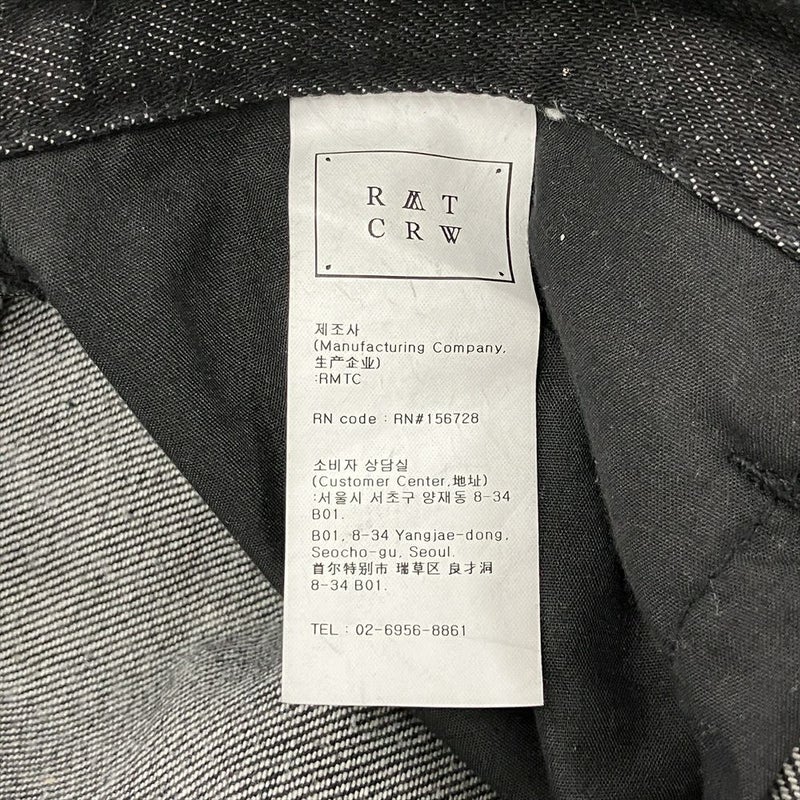 R M T
C R W
제조사
(Manufacturing Company,
生产企业)
:RMTC
RN code : RN#156728
소비자 상담실
(Customer Center,地址)
:서울시 서초구 양재동 8-34
B01.
B01, 8-34 Yangjae-dong,
Seocho-gu, Seoul.
首尔特别市 瑞草区 良才洞
8-34 B01.
TEL : 02-6956-8861